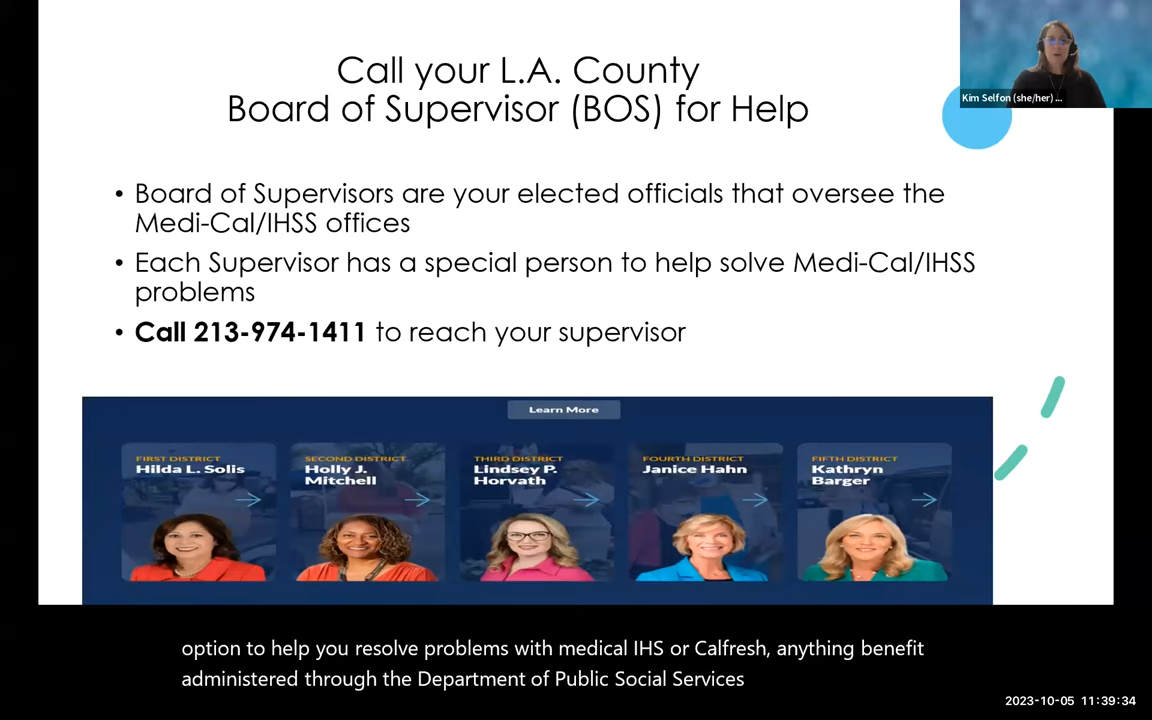 Call your L.A. County
Board of Supervisor (BOS) for Help
Kim Selfon (she/her) ...
• Board of Supervisors are your elected officials that oversee the
Medi-Cal/IHSS offices
• Each Supervisor has a special person to help solve Medi-Cal/IHSS
problems
• Call 213-974-1411 to reach your supervisor
Learn More
FIRST DISTRICT
Hilda L. Solis
SECOND DISTRICT
Holly J.
Mitchell
THIRD DISTRICT
Lindsey P.
Horvath
FOURTH DISTRICT
Janice Hahn
FIFTH DISTRICT
Kathryn
Barger
option to help you resolve problems with medical IHS or Calfresh, anything benefit
administered through the Department of Public Social Services
2023-10-05 11:39:34